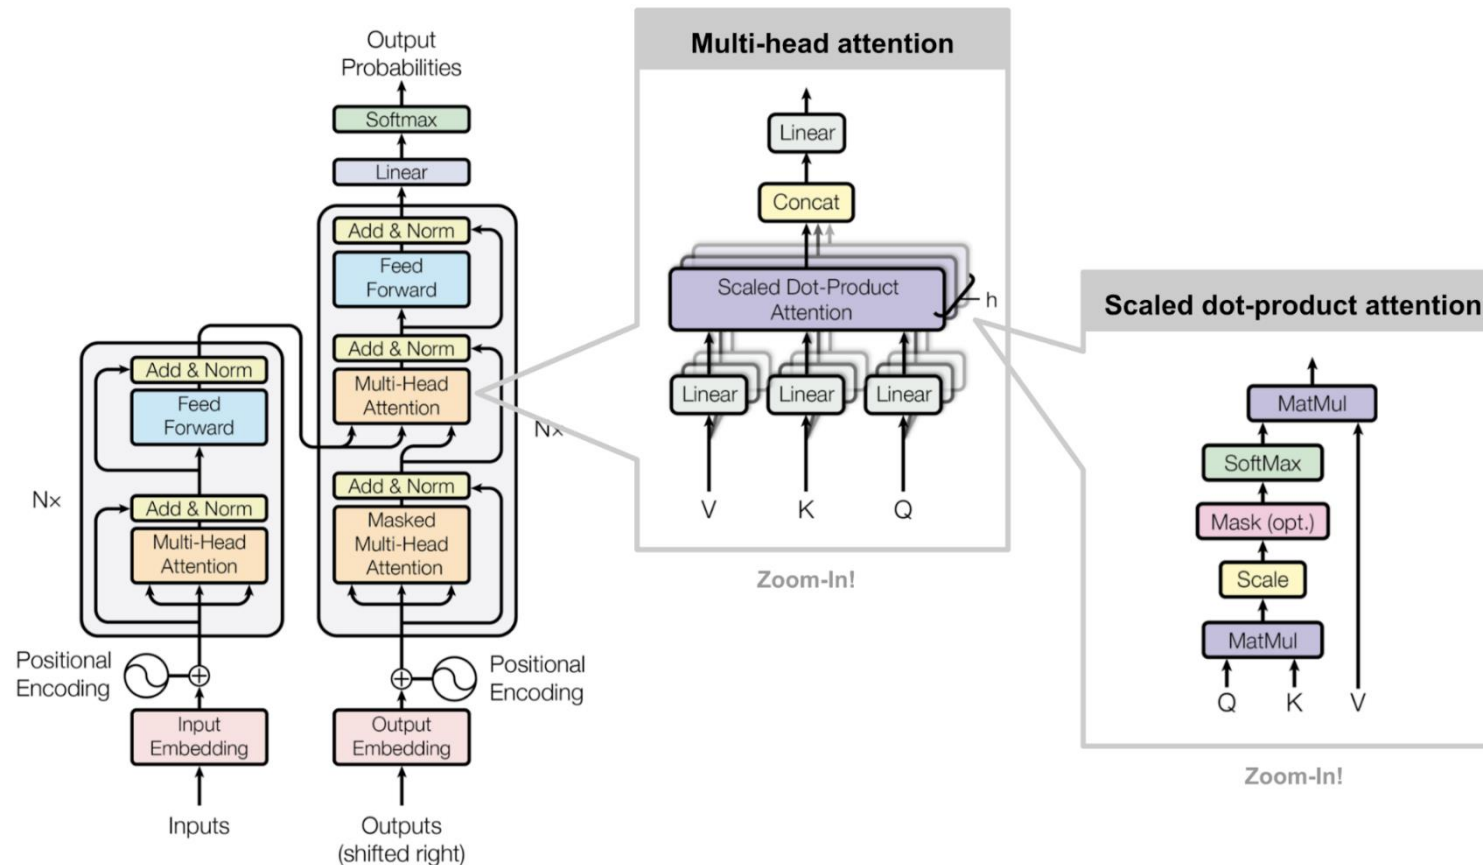 Output
Probabilities
Softmax
Linear
Add & Norm
Feed
Forward
Add & Norm
Multi-Head
Attention
Add & Norm
Masked
Multi-Head
Attention
Nx
Positional
Encoding
Output
Embedding
Outputs
(shifted right)
Add & Norm
Feed
Forward
Add & Norm
Multi-Head
Attention
Nx
Positional
Encoding
Input
Embedding
Inputs
Multi-head attention
Linear
Concat
Scaled Dot-Product
Attention
h
Linear Linear Linear
V K Q
Zoom-In!
Scaled dot-product attention
MatMul
SoftMax
Mask (opt.)
Scale
MatMul
Q K V
Zoom-In!